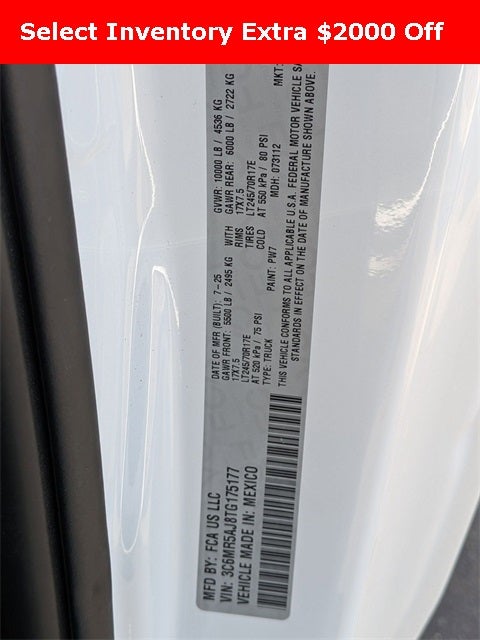 Select Inventory Extra $2000 Off
MFD BY: FCA US LLC
VIN: 3C6MR5AJ8TG175177
VEHICLE MADE IN: MEXICO
DATE OF MFR (BUILT): 7-25
GAWR FRONT: 5500 LB / 2495 KG
17X7.5
LT245/70R17E
AT 520 kPa / 75 PSI
TYPE: TRUCK
WITH
RIMS
TIRES
COLD
PAINT: PW7
GVWR: 10000 LB / 4536 KG
GAWR REAR: 6000 LB / 2722 KG
17X7.5
LT245/70R17E
AT 550 kPa / 80 PSI
MDH: 073112
MKT:
THIS VEHICLE CONFORMS TO ALL APPLICABLE U.S.A. FEDERAL MOTOR VEHICLE SA
STANDARDS IN EFFECT ON THE DATE OF MANUFACTURE SHOWN ABOVE.